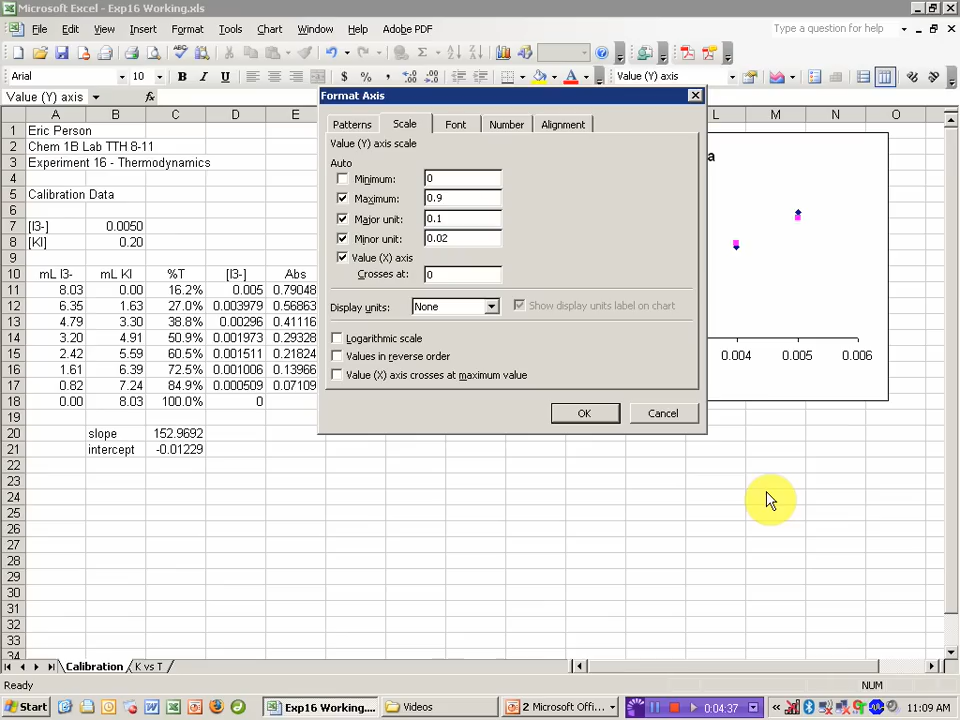 Microsoft Excel - Exp16 Working.xls
File Edit View Insert Format Tools Chart Window Help Adobe PDF Type a question for help
Arial 10 B I U $ % , Value (Y) axis
Value (Y) axis fx
Format Axis
A B C D E L M N O
Patterns Scale Font Number Alignment
Value (Y) axis scale
Auto
Minimum: 0
Maximum: 0.9
Major unit: 0.1
Minor unit: 0.02
Value (X) axis
Crosses at: 0
Display units: None Show display units label on chart
Logarithmic scale
Values in reverse order
Value (X) axis crosses at maximum value
OK Cancel
a
0.004 0.005 0.006
1 Eric Person
2 Chem 1B Lab TTH 8-11
3 Experiment 16 - Thermodynamics
4
5 Calibration Data
6
7 [I3-] 0.0050
8 [KI] 0.20
9
10 mL I3- mL KI %T [I3-] Abs
11 8.03 0.00 16.2% 0.005 0.79048
12 6.35 1.63 27.0% 0.003979 0.56863
13 4.79 3.30 38.8% 0.00296 0.41116
14 3.20 4.91 50.9% 0.001973 0.29328
15 2.42 5.59 60.5% 0.001511 0.21824
16 1.61 6.39 72.5% 0.001006 0.13966
17 0.82 7.24 84.9% 0.000509 0.07109
18 0.00 8.03 100.0% 0
19
20 slope 152.9692
21 intercept -0.01229
22
23
24
25
26
27
28
29
30
31
32
33
34
Calibration K vs T
Ready NUM
Start Exp16 Working.... Videos 2 Microsoft Offi... 0:04:37 11:09 AM